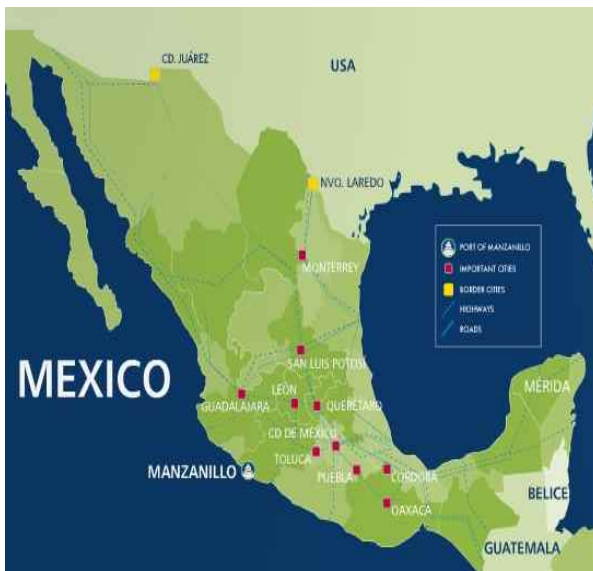 CD. JUÁREZ
USA
NVO. LAREDO
PORT OF MANZANILLO
IMPORTANT CITIES
BORDER CITIES
HIGHWAYS
ROADS
MONTERREY
SAN LUIS POTOSÍ
MEXICO
LEÓN
MÉRIDA
GUADALAJARA
QUERÉTARO
CD DE MÉXICO
TOLUCA
MANZANILLO
PUEBLA
CÓRDOBA
BELICE
OAXACA
GUATEMALA